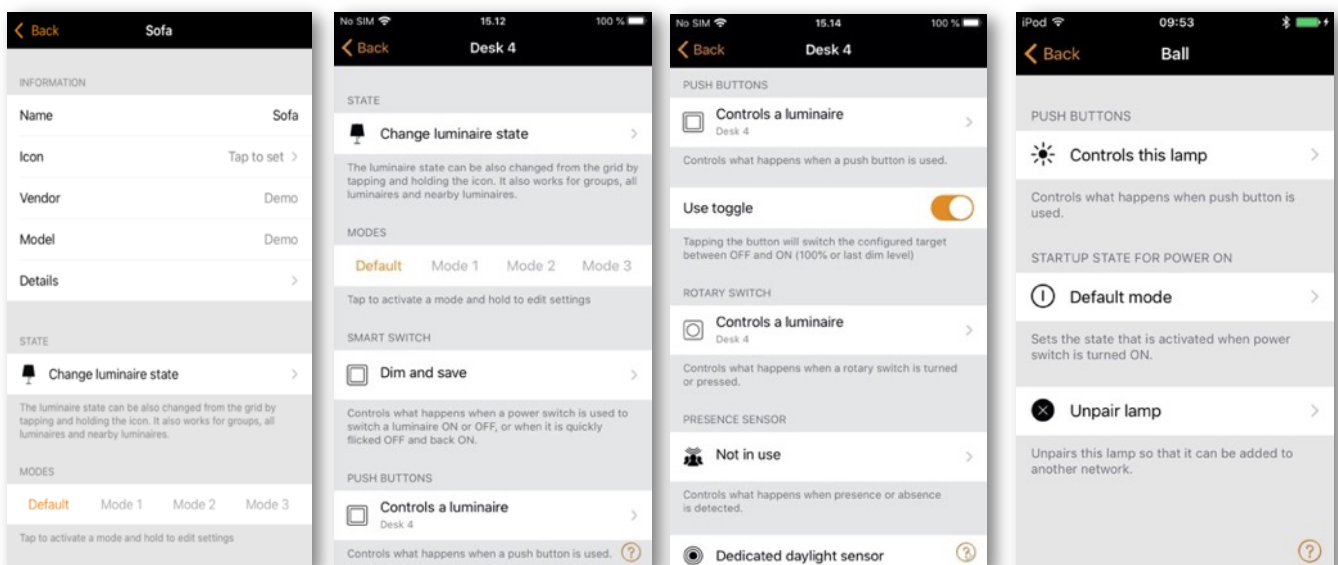 Back Sofa
INFORMATION
Name Sofa
Icon Tap to set
Vendor Demo
Model Demo
Details
STATE
Change luminaire state
The luminaire state can be also changed from the grid by
tapping and holding the icon. It also works for groups, all
luminaires and nearby luminaires.
MODES
Default Mode 1 Mode 2 Mode 3
Tap to activate a mode and hold to edit settings
No SIM 15.12 100 %
Back Desk 4
STATE
Change luminaire state
The luminaire state can be also changed from the grid by
tapping and holding the icon. It also works for groups, all
luminaires and nearby luminaires.
MODES
Default Mode 1 Mode 2 Mode 3
Tap to activate a mode and hold to edit settings
SMART SWITCH
Dim and save
Controls what happens when a power switch is used to
switch a luminaire ON or OFF, or when it is quickly
flicked OFF and back ON.
PUSH BUTTONS
Controls a luminaire
Desk 4
Controls what happens when a push button is used. ?
No SIM 15.14 100 %
Back Desk 4
PUSH BUTTONS
Controls a luminaire
Desk 4
Controls what happens when a push button is used.
Use toggle
Tapping the button will switch the configured target
between OFF and ON (100% or last dim level)
ROTARY SWITCH
Controls a luminaire
Desk 4
Controls what happens when a rotary switch is turned
or pressed.
PRESENCE SENSOR
Not in use
Controls what happens when presence or absence
is detected.
Dedicated daylight sensor ?
iPod 09:53
Back Ball
PUSH BUTTONS
Controls this lamp
Controls what happens when push button is
used.
STARTUP STATE FOR POWER ON
Default mode
Sets the state that is activated when power
switch is turned ON.
Unpair lamp
Unpairs this lamp so that it can be added to
another network.
?